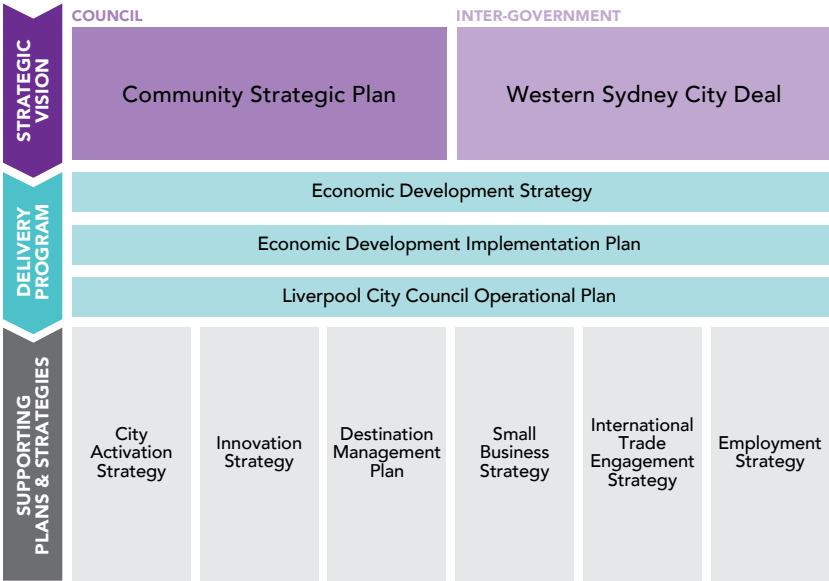 COUNCIL
INTER-GOVERNMENT
STRATEGIC
VISION
Community Strategic Plan
Western Sydney City Deal
DELIVERY
PROGRAM
Economic Development Strategy
Economic Development Implementation Plan
Liverpool City Council Operational Plan
SUPPORTING
PLANS & STRATEGIES
City
Activation
Strategy
Innovation
Strategy
Destination
Management
Plan
Small
Business
Strategy
International
Trade
Engagement
Strategy
Employment
Strategy